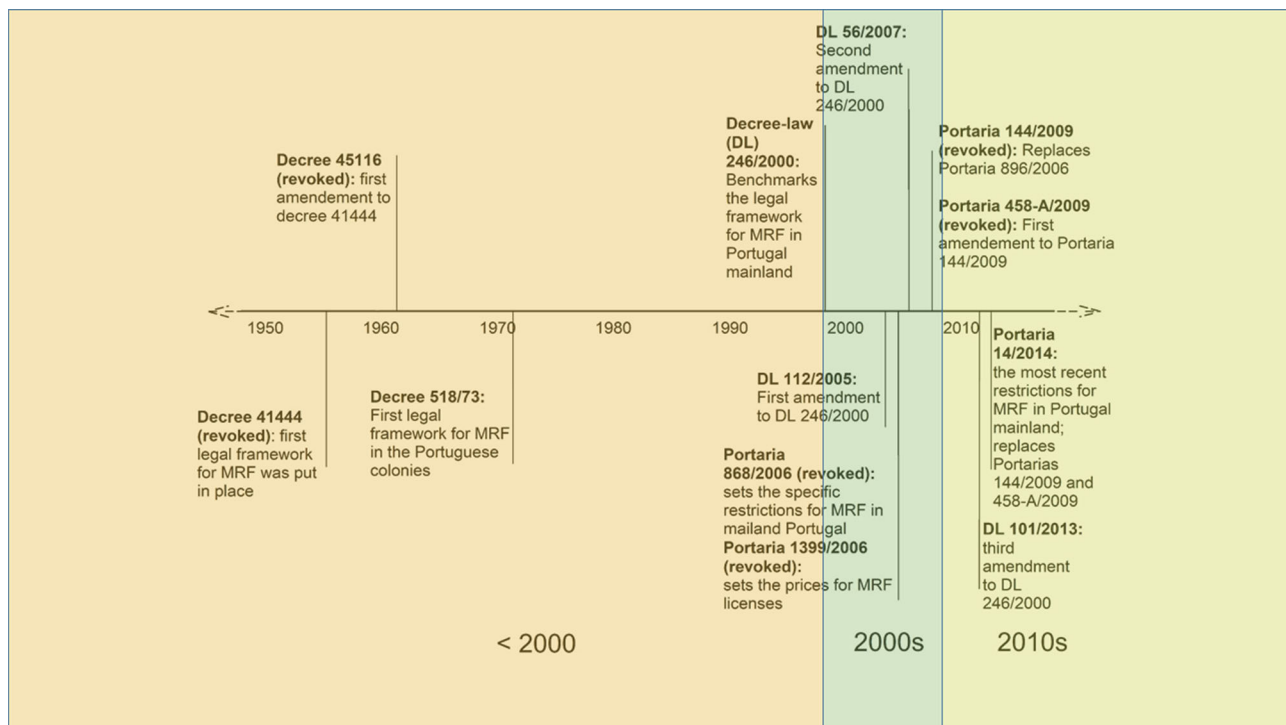 DL 56/2007:
Second
amendment
to DL
246/2000
Decree-law
(DL)
246/2000:
Benchmarks
the legal
framework
for MRF in
Portugal
mainland
Portaria 144/2009
(revoked): Replaces
Portaria 896/2006
Decree 45116
(revoked): first
amendement to
decree 41444
Portaria 458-A/2009
(revoked): First
amendement to Portaria
144/2009
1950 1960 1970 1980 1990 2000 2010
Decree 41444
(revoked): first
legal framework
for MRF was put
in place
Decree 518/73:
First legal
framework for MRF
in the Portuguese
colonies
DL 112/2005:
First amendment
to DL 246/2000
Portaria
868/2006 (revoked):
sets the specific
restrictions for MRF in
mailand Portugal
Portaria 1399/2006
(revoked):
sets the prices for MRF
licenses
Portaria
14/2014:
the most recent
restrictions for
MRF in Portugal
mainland;
replaces
Portarias
144/2009 and
458-A/2009
DL 101/2013:
third
amendment
to DL
246/2000
< 2000 2000s 2010s